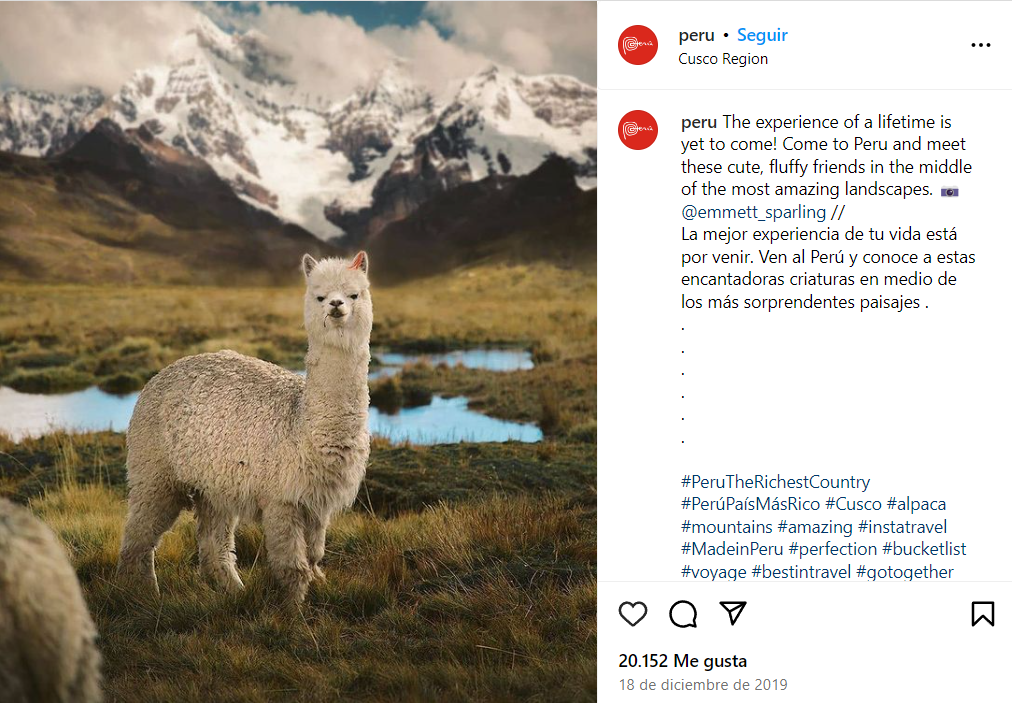 peru • Seguir
Cusco Region
peru The experience of a lifetime is
yet to come! Come to Peru and meet
these cute, fluffy friends in the middle
of the most amazing landscapes. 📷
@emmett_sparling //
La mejor experiencia de tu vida está
por venir. Ven al Perú y conoce a estas
encantadoras criaturas en medio de
los más sorprendentes paisajes .
.
.
.
.
.
.
#PeruTheRichestCountry
#PerúPaísMásRico #Cusco #alpaca
#mountains #amazing #instatravel
#MadeinPeru #perfection #bucketlist
#voyage #bestintravel #gotogether
20.152 Me gusta
18 de diciembre de 2019